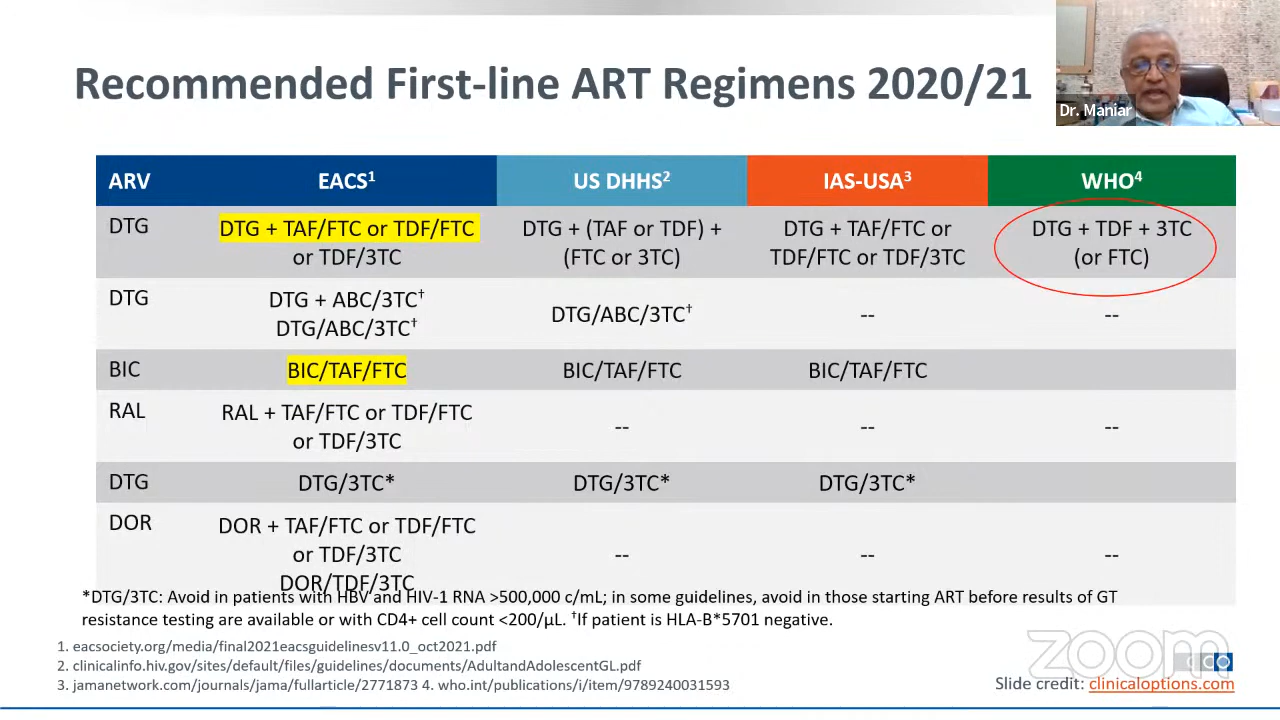 Recommended First-line ART Regimens 2020/21
Dr. Maniar
ARV EACS¹ US DHHS² IAS-USA³ WHO⁴
DTG DTG + TAF/FTC or TDF/FTC DTG + (TAF or TDF) + DTG + TAF/FTC or DTG + TDF + 3TC
or TDF/3TC (FTC or 3TC) TDF/FTC or TDF/3TC (or FTC)
DTG DTG + ABC/3TC† DTG/ABC/3TC† -- --
DTG/ABC/3TC†
BIC BIC/TAF/FTC BIC/TAF/FTC BIC/TAF/FTC
RAL RAL + TAF/FTC or TDF/FTC -- -- --
or TDF/3TC
DTG DTG/3TC* DTG/3TC* DTG/3TC*
DOR DOR + TAF/FTC or TDF/FTC
or TDF/3TC -- -- --
DOR/TDF/3TC
*DTG/3TC: Avoid in patients with HBV and HIV-1 RNA >500,000 c/mL; in some guidelines, avoid in those starting ART before results of GT
resistance testing are available or with CD4+ cell count <200/μL. †If patient is HLA-B*5701 negative.
1. eacsociety.org/media/final2021eacsguidelinesv11.0_oct2021.pdf
2. clinicalinfo.hiv.gov/sites/default/files/guidelines/documents/AdultandAdolescentGL.pdf
3. jamanetwork.com/journals/jama/fullarticle/2771873 4. who.int/publications/i/item/9789240031593
zoom
Slide credit: clinicaloptions.com